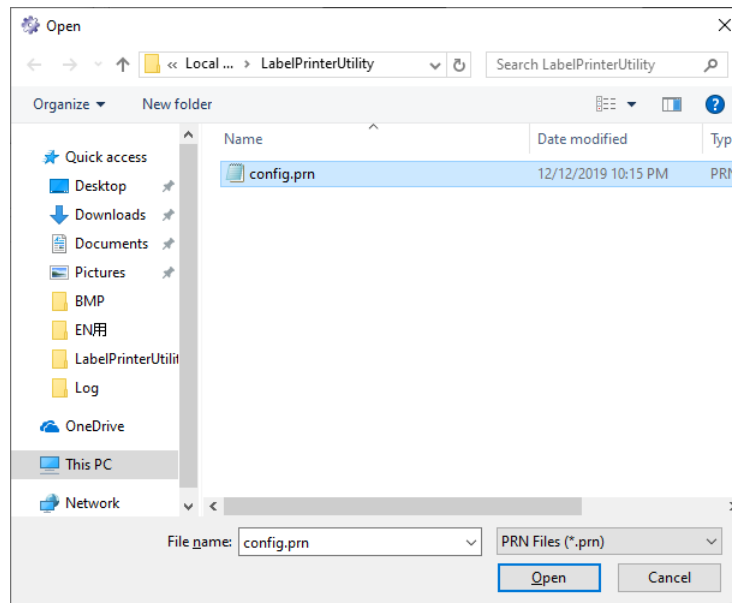 Open
« Local ... > LabelPrinterUtility
Search LabelPrinterUtility
Organize
New folder
Name
Date modified
Typ
Quick access
Desktop
Downloads
Documents
Pictures
BMP
EN用
LabelPrinterUtilit
Log
OneDrive
This PC
Network
config.prn
12/12/2019 10:15 PM
PRN
File name:
config.prn
PRN Files (*.prn)
Open
Cancel